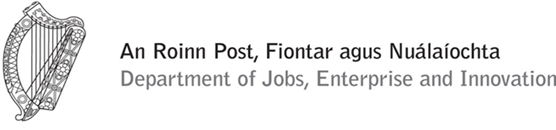 An Roinn Post, Fiontar agus Nuálaíochta
Department of Jobs, Enterprise and Innovation